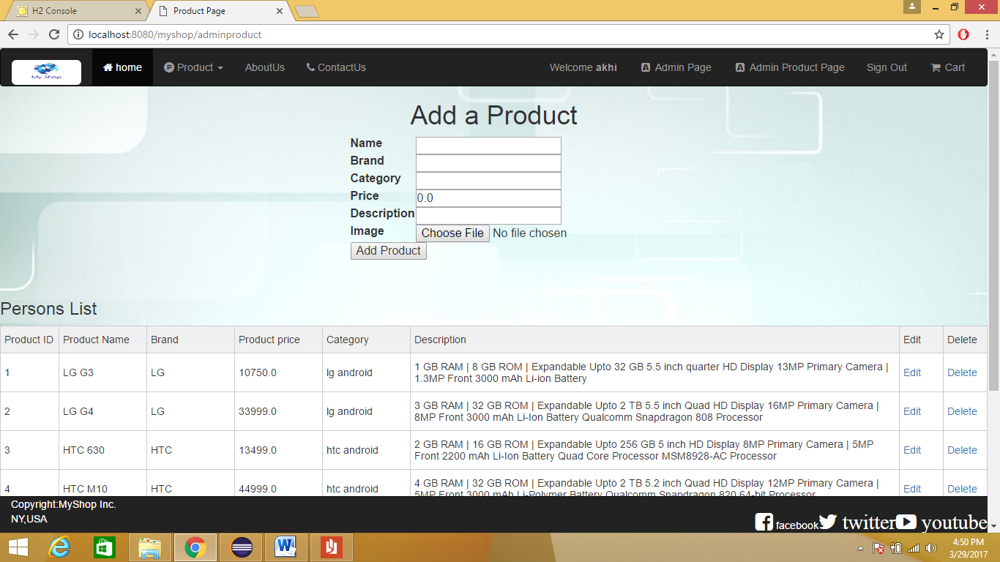 H2 Console
Product Page
localhost:8080/myshop/adminproduct
My Shop
home
Product
AboutUs
ContactUs
Welcome akhi
Admin Page
Admin Product Page
Sign Out
Cart
Add a Product
Name
Brand
Category
Price 0.0
Description
Image Choose File No file chosen
Add Product
Persons List
Product ID Product Name Brand Product price Category Description Edit Delete
1 LG G3 LG 10750.0 lg android 1 GB RAM | 8 GB ROM | Expandable Upto 32 GB 5.5 inch quarter HD Display 13MP Primary Camera | Edit Delete
1.3MP Front 3000 mAh Li-ion Battery
2 LG G4 LG 33999.0 lg android 3 GB RAM | 32 GB ROM | Expandable Upto 2 TB 5.5 inch Quad HD Display 16MP Primary Camera | Edit Delete
8MP Front 3000 mAh Li-Ion Battery Qualcomm Snapdragon 808 Processor
3 HTC 630 HTC 13499.0 htc android 2 GB RAM | 16 GB ROM | Expandable Upto 256 GB 5 inch HD Display 8MP Primary Camera | 5MP Edit Delete
Front 2200 mAh Li-Ion Battery Quad Core Processor MSM8928-AC Processor
4 HTC M10 HTC 44999.0 htc android 4 GB RAM | 32 GB ROM | Expandable Upto 2 TB 5.2 inch Quad HD Display 12MP Primary Camera | Edit Delete
5MP Front 3000 mAh Li-Polymer Battery Qualcomm Snapdragon 820 64-bit Processor
Copyright:MyShop Inc.
NY,USA
facebook twitter youtube
4:50 PM
3/29/2017